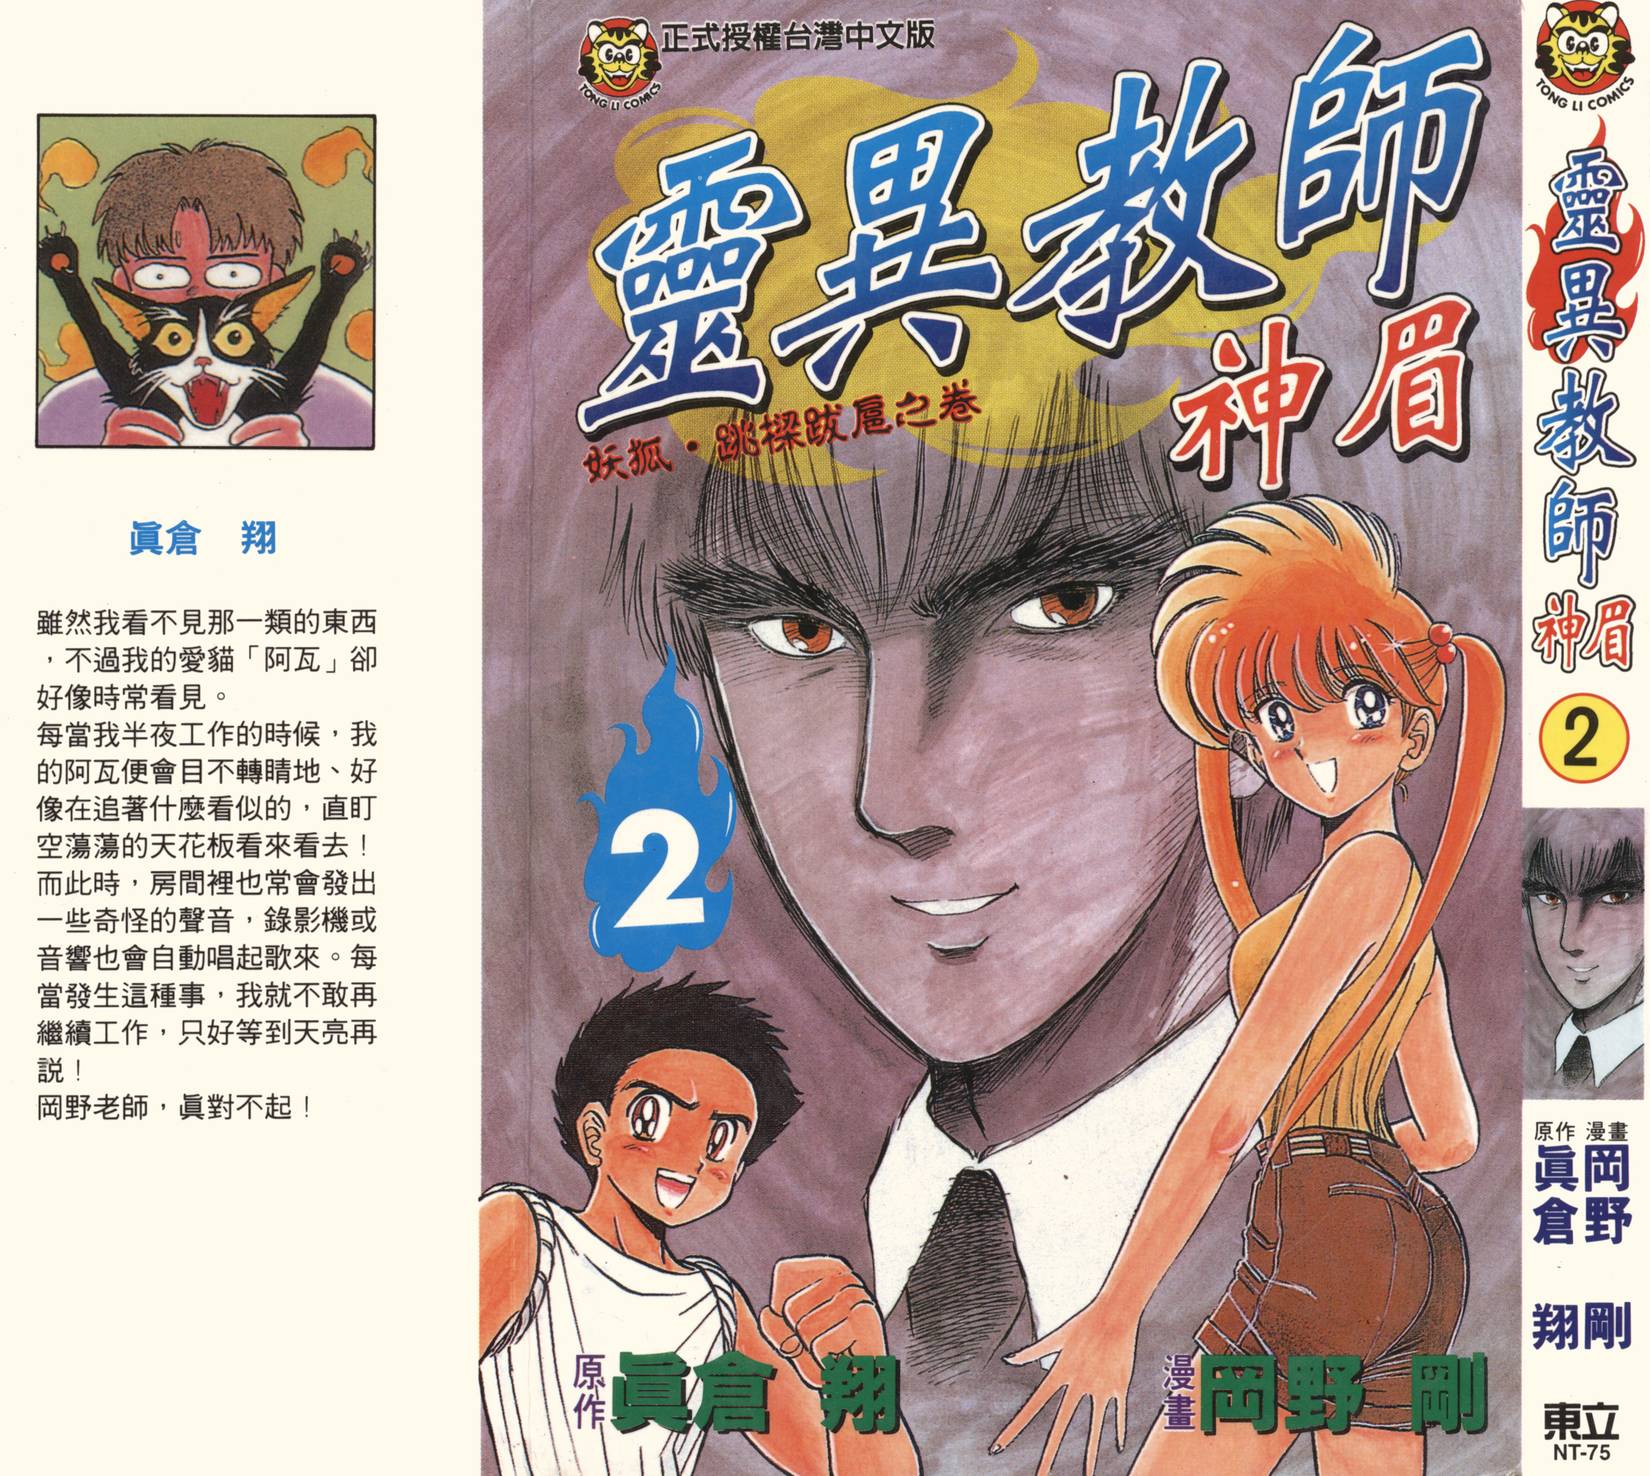 眞倉　翔
雖然我看不見那一類的東西
，不過我的愛貓「阿瓦」卻
好像時常看見。
每當我半夜工作的時候，我
的阿瓦便會目不轉睛地、好
像在追著什麼看似的，直盯
空蕩蕩的天花板看來看去！
而此時，房間裡也常會發出
一些奇怪的聲音，錄影機或
音響也會自動唱起歌來。每
當發生這種事，我就不敢再
繼續工作，只好等到天亮再
説！
岡野老師，眞對不起！
TONG LI COMICS
正式授權台灣中文版
靈異教師
神眉
妖狐・跳樑跋扈之卷
2
原作
眞倉　翔
漫畫
岡野　剛
TONG LI COMICS
靈異教師
神眉
2
原作 眞倉　翔
漫畫 岡野　剛
東立
NT-75